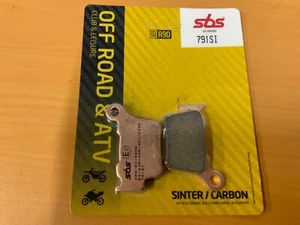 OFF ROAD & ATV
CLUB & LEISURE
R90
sbs
791SI
sbs
SINTER / CARBON